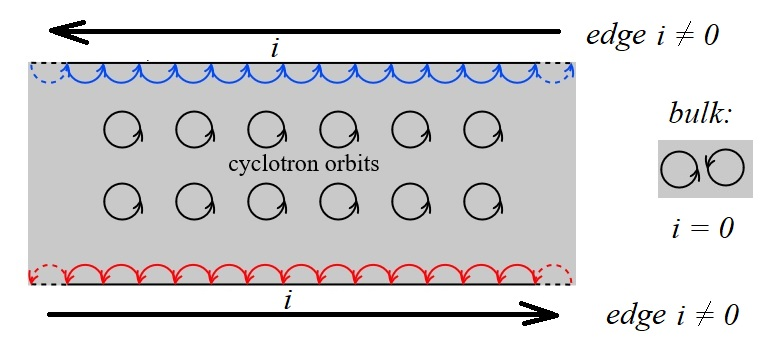 edge i ≠ 0
i
bulk:
cyclotron orbits
i = 0
i
edge i ≠ 0